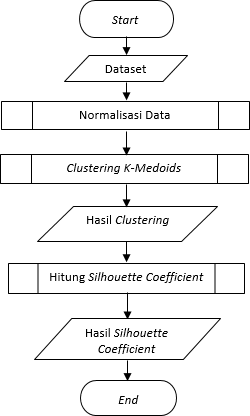 Start
Dataset
Normalisasi Data
Clustering K-Medoids
Hasil Clustering
Hitung Silhouette Coefficient
Hasil Silhouette
Coefficient
End